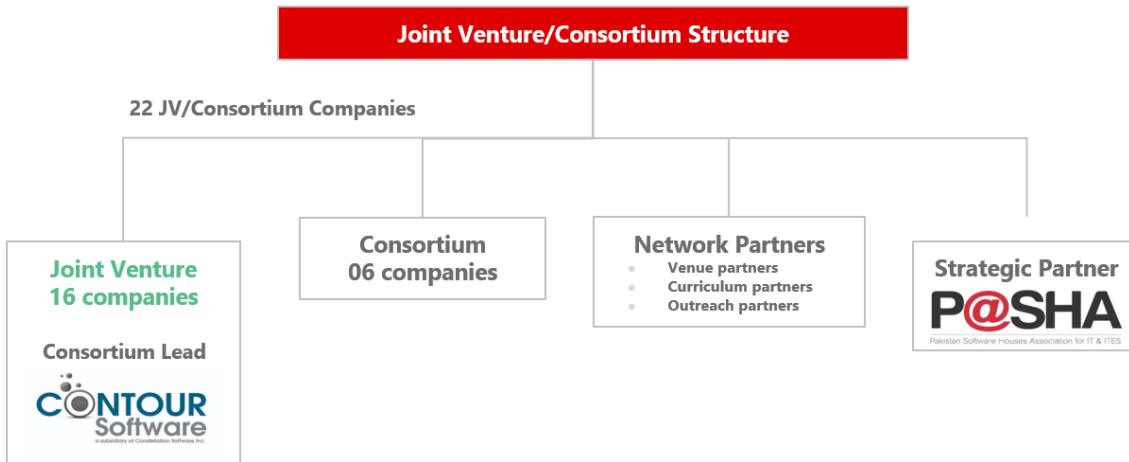 Joint Venture/Consortium Structure
22 JV/Consortium Companies
Joint Venture
16 companies
Consortium Lead
CONTOUR
Software
a subsidiary of Constellation Software Inc.
Consortium
06 companies
Network Partners
Venue partners
Curriculum partners
Outreach partners
Strategic Partner
P@SHA
Pakistan Software Houses Association for IT & ITES